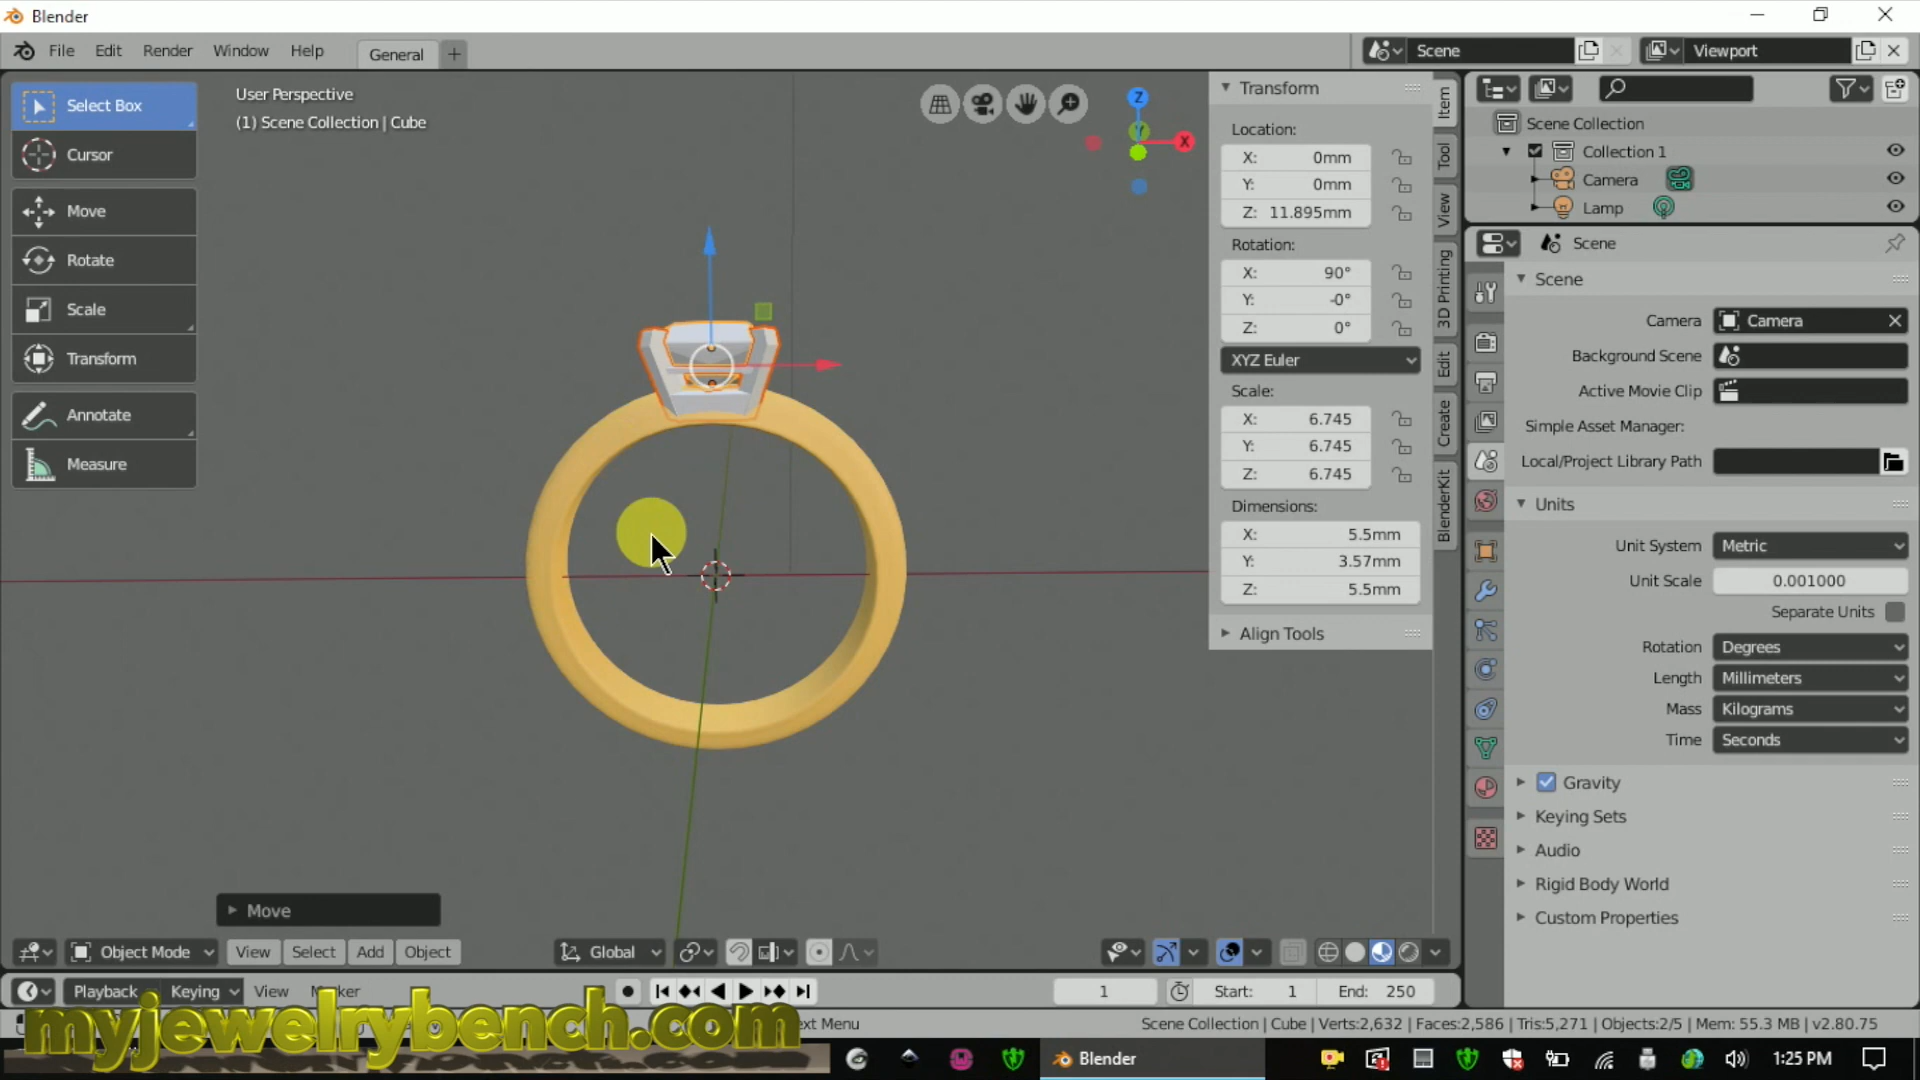 Blender
File Edit Render Window Help General + Scene Viewport
Select Box
Cursor
Move
Rotate
Scale
Transform
Annotate
Measure
User Perspective
(1) Scene Collection | Cube
Z
Y
X
Transform
Location:
X: 0mm
Y: 0mm
Z: 11.895mm
Rotation:
X: 90°
Y: -0°
Z: 0°
XYZ Euler
Scale:
X: 6.745
Y: 6.745
Z: 6.745
Dimensions:
X: 5.5mm
Y: 3.57mm
Z: 5.5mm
Align Tools
Item
Tool
View
3D Printing
Edit
Create
BlenderKit
Scene Collection
Collection 1
Camera
Lamp
Scene
Scene
Camera Camera
Background Scene
Active Movie Clip
Simple Asset Manager:
Local/Project Library Path
Units
Unit System Metric
Unit Scale 0.001000
Separate Units
Rotation Degrees
Length Millimeters
Mass Kilograms
Time Seconds
Gravity
Keying Sets
Audio
Rigid Body World
Custom Properties
Move
Object Mode View Select Add Object Global
Playback Keying View 1 Start: 1 End: 250
myjewelrybench.com
Menu
Scene Collection | Cube | Verts:2,632 | Faces:2,586 | Tris:5,271 | Objects:2/5 | Mem: 55.3 MB | v2.80.75
Blender 1:25 PM